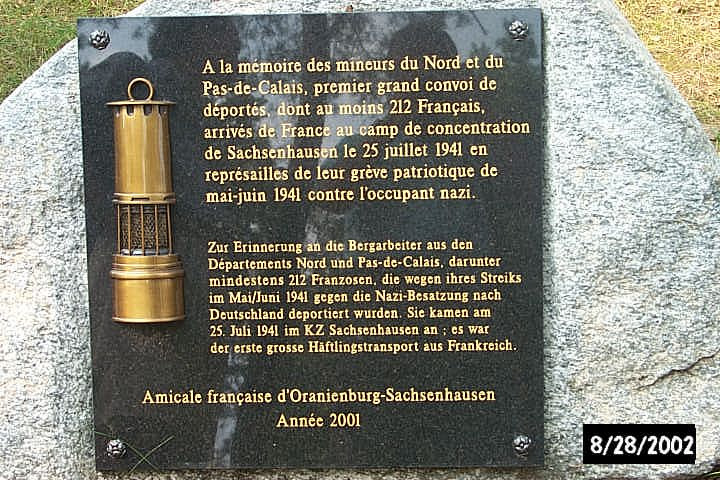 A la mémoire des mineurs du Nord et du
Pas-de-Calais, premier grand convoi de
déportés, dont au moins 212 Français,
arrivés de France au camp de concentration
de Sachsenhausen le 25 juillet 1941 en
représailles de leur grève patriotique de
mai-juin 1941 contre l'occupant nazi.
Zur Erinnerung an die Bergarbeiter aus den
Départements Nord und Pas-de-Calais, darunter
mindestens 212 Franzosen, die wegen ihres Streiks
im Mai/Juni 1941 gegen die Nazi-Besatzung nach
Deutschland deportiert wurden. Sie kamen am
25. Juli 1941 im KZ Sachsenhausen an ; es war
der erste grosse Häftlingstransport aus Frankreich.
Amicale française d'Oranienburg-Sachsenhausen
Année 2001
8/28/2002